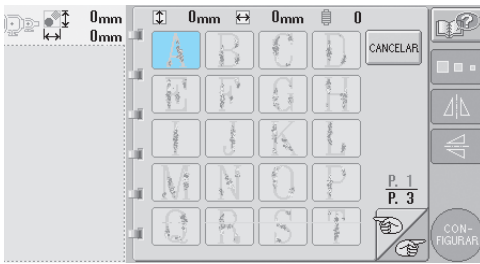 0mm
0mm
0mm 0mm 0
CANCELAR
A B C D
E F G H
I J K L
M N O P
Q R S T
P. 1
P. 3
CON-
FIGURAR